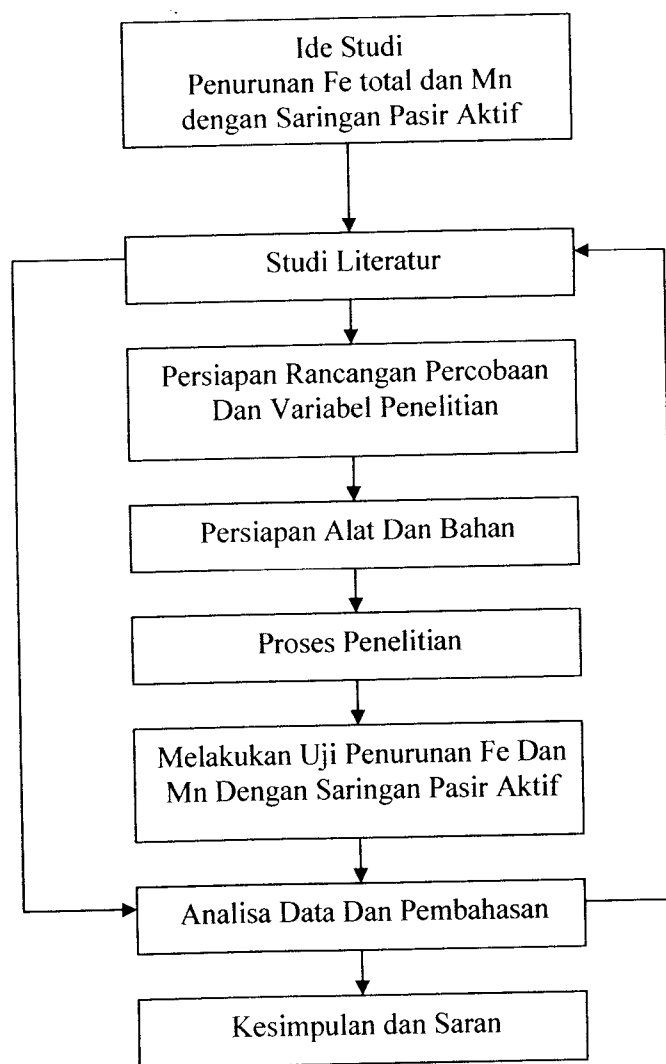 Ide Studi
Penurunan Fe total dan Mn
dengan Saringan Pasir Aktif
Studi Literatur
Persiapan Rancangan Percobaan
Dan Variabel Penelitian
Persiapan Alat Dan Bahan
Proses Penelitian
Melakukan Uji Penurunan Fe Dan
Mn Dengan Saringan Pasir Aktif
Analisa Data Dan Pembahasan
Kesimpulan dan Saran